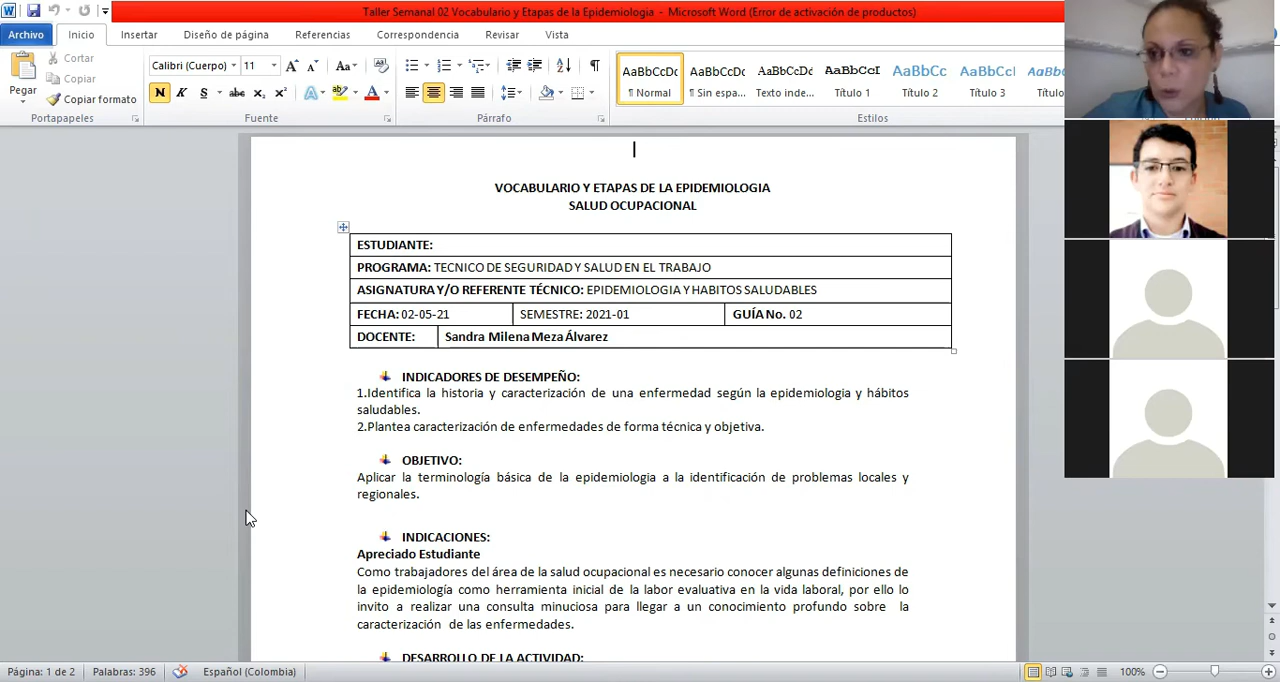 Taller Semanal 02 Vocabulario y Etapas de la Epidemiologia - Microsoft Word (Error de activación de productos)
Archivo Inicio Insertar Diseño de página Referencias Correspondencia Revisar Vista
Pegar
Cortar
Copiar
Copiar formato
Portapapeles
Calibri (Cuerpo) 11
Fuente
Párrafo
AaBbCcDc AaBbCcDc AaBbCcDd AaBbCcI AaBbCc AaBbCcI AaBb
¶ Normal ¶ Sin espa... Texto inde... Título 1 Título 2 Título 3 Título
Estilos
VOCABULARIO Y ETAPAS DE LA EPIDEMIOLOGIA
SALUD OCUPACIONAL
ESTUDIANTE:
PROGRAMA: TECNICO DE SEGURIDAD Y SALUD EN EL TRABAJO
ASIGNATURA Y/O REFERENTE TÉCNICO: EPIDEMIOLOGIA Y HABITOS SALUDABLES
FECHA: 02-05-21 SEMESTRE: 2021-01 GUÍA No. 02
DOCENTE: Sandra Milena Meza Álvarez
INDICADORES DE DESEMPEÑO:
1.Identifica la historia y caracterización de una enfermedad según la epidemiologia y hábitos
saludables.
2.Plantea caracterización de enfermedades de forma técnica y objetiva.
OBJETIVO:
Aplicar la terminología básica de la epidemiologia a la identificación de problemas locales y
regionales.
INDICACIONES:
Apreciado Estudiante
Como trabajadores del área de la salud ocupacional es necesario conocer algunas definiciones de
la epidemiología como herramienta inicial de la labor evaluativa en la vida laboral, por ello lo
invito a realizar una consulta minuciosa para llegar a un conocimiento profundo sobre la
caracterización de las enfermedades.
DESARROLLO DE LA ACTIVIDAD:
Página: 1 de 2 Palabras: 396 Español (Colombia) 100%